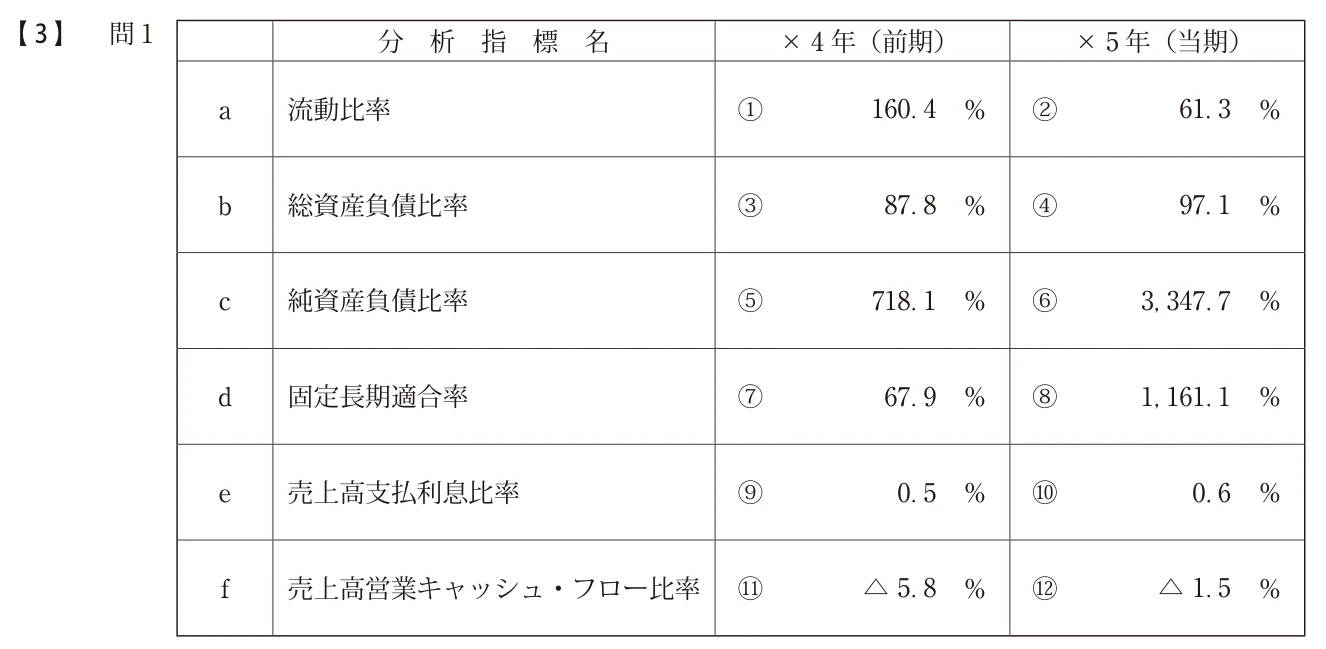 【3】 問1
分析指標名 ×4年（前期） ×5年（当期）
a 流動比率 ① 160.4 % ② 61.3 %
b 総資産負債比率 ③ 87.8 % ④ 97.1 %
c 純資産負債比率 ⑤ 718.1 % ⑥ 3,347.7 %
d 固定長期適合率 ⑦ 67.9 % ⑧ 1,161.1 %
e 売上高支払利息比率 ⑨ 0.5 % ⑩ 0.6 %
f 売上高営業キャッシュ・フロー比率 ⑪ △5.8 % ⑫ △1.5 %